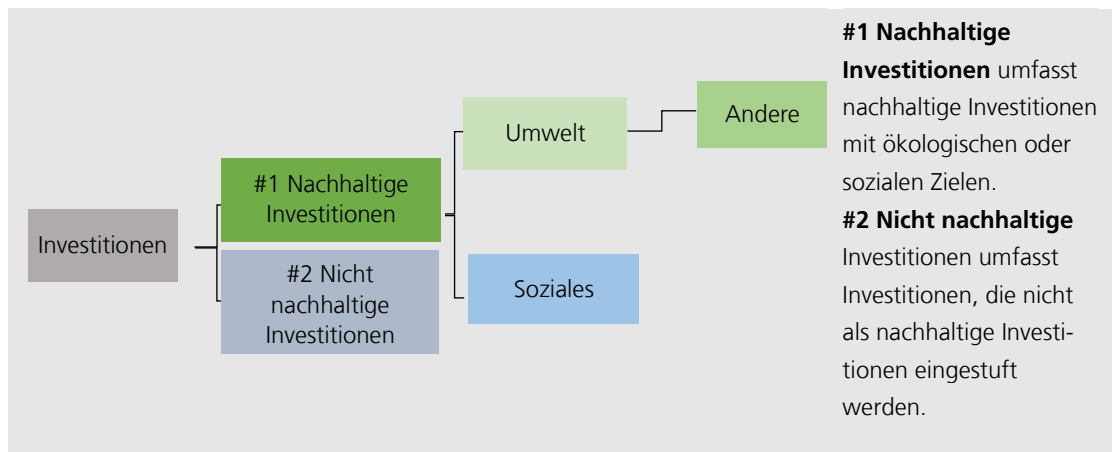 Investitionen
#1 Nachhaltige
Investitionen
#2 Nicht
nachhaltige
Investitionen
Umwelt
Soziales
Andere
#1 Nachhaltige
Investitionen umfasst
nachhaltige Investitionen
mit ökologischen oder
sozialen Zielen.
#2 Nicht nachhaltige
Investitionen umfasst
Investitionen, die nicht
als nachhaltige Investi-
tionen eingestuft
werden.